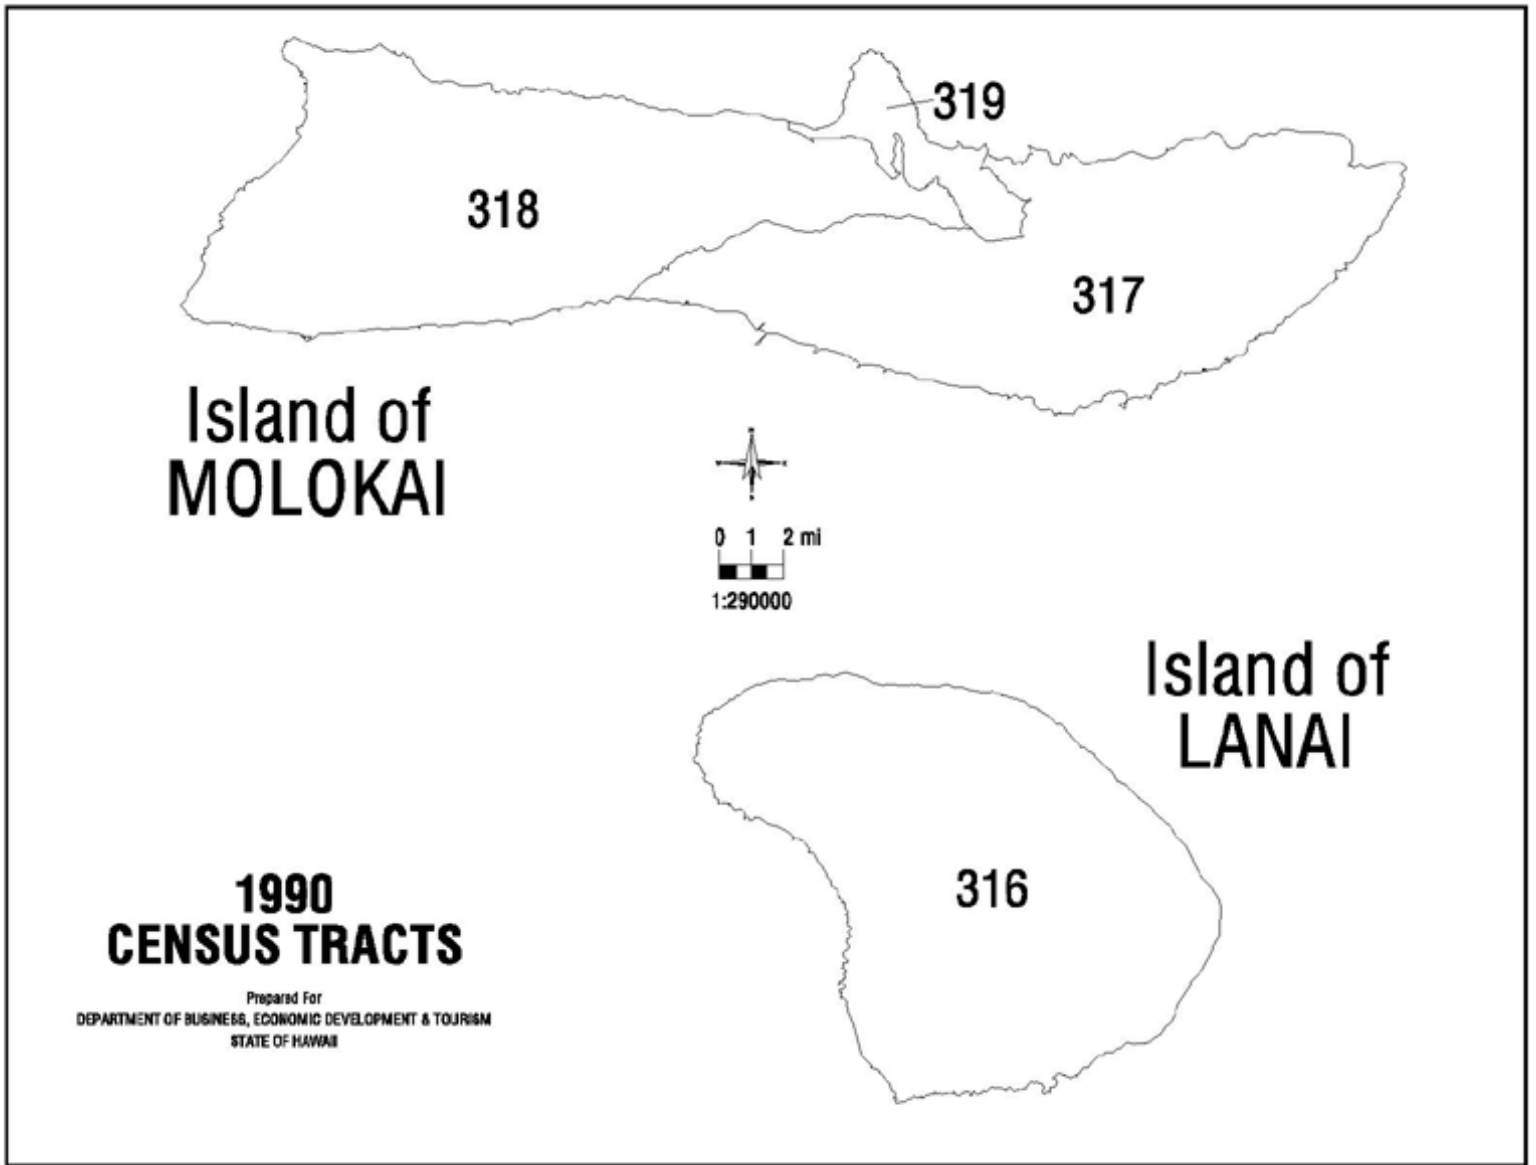 319
318
317
Island of
MOLOKAI
0 1 2 mi
1:290000
Island of
LANAI
316
1990
CENSUS TRACTS
Prepared For
DEPARTMENT OF BUSINESS, ECONOMIC DEVELOPMENT & TOURISM
STATE OF HAWAII